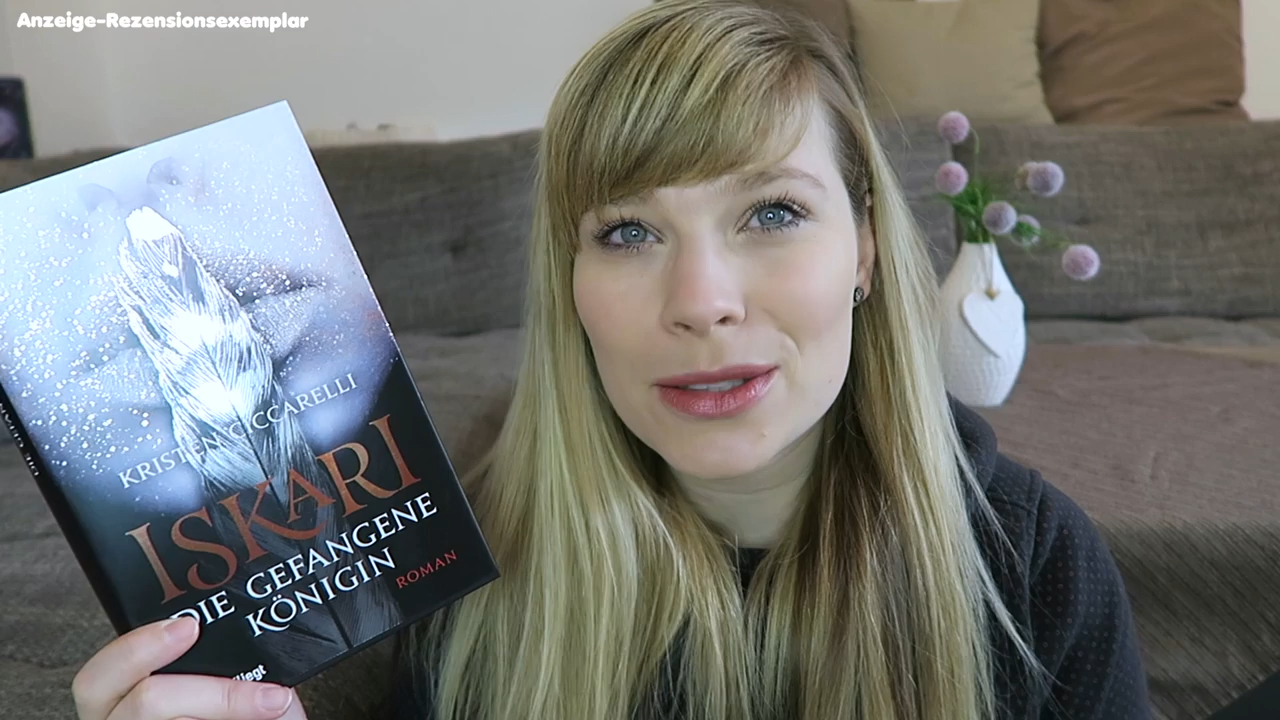 Anzeige-Rezensionsexemplar
KRISTEN CICCARELLI
ISKARI
DIE GEFANGENE
KÖNIGIN
ROMAN